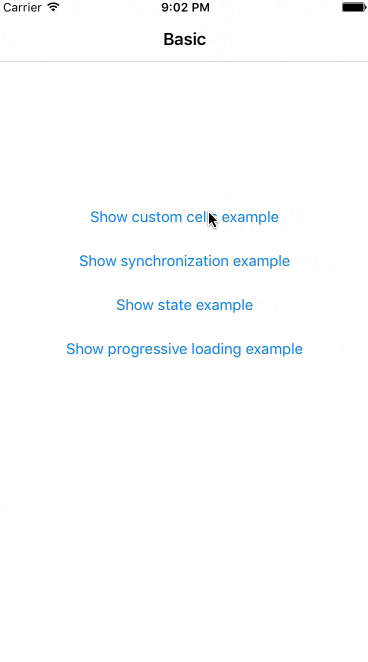 Carrier 9:02 PM
Basic
Show custom cells example
Show synchronization example
Show state example
Show progressive loading example